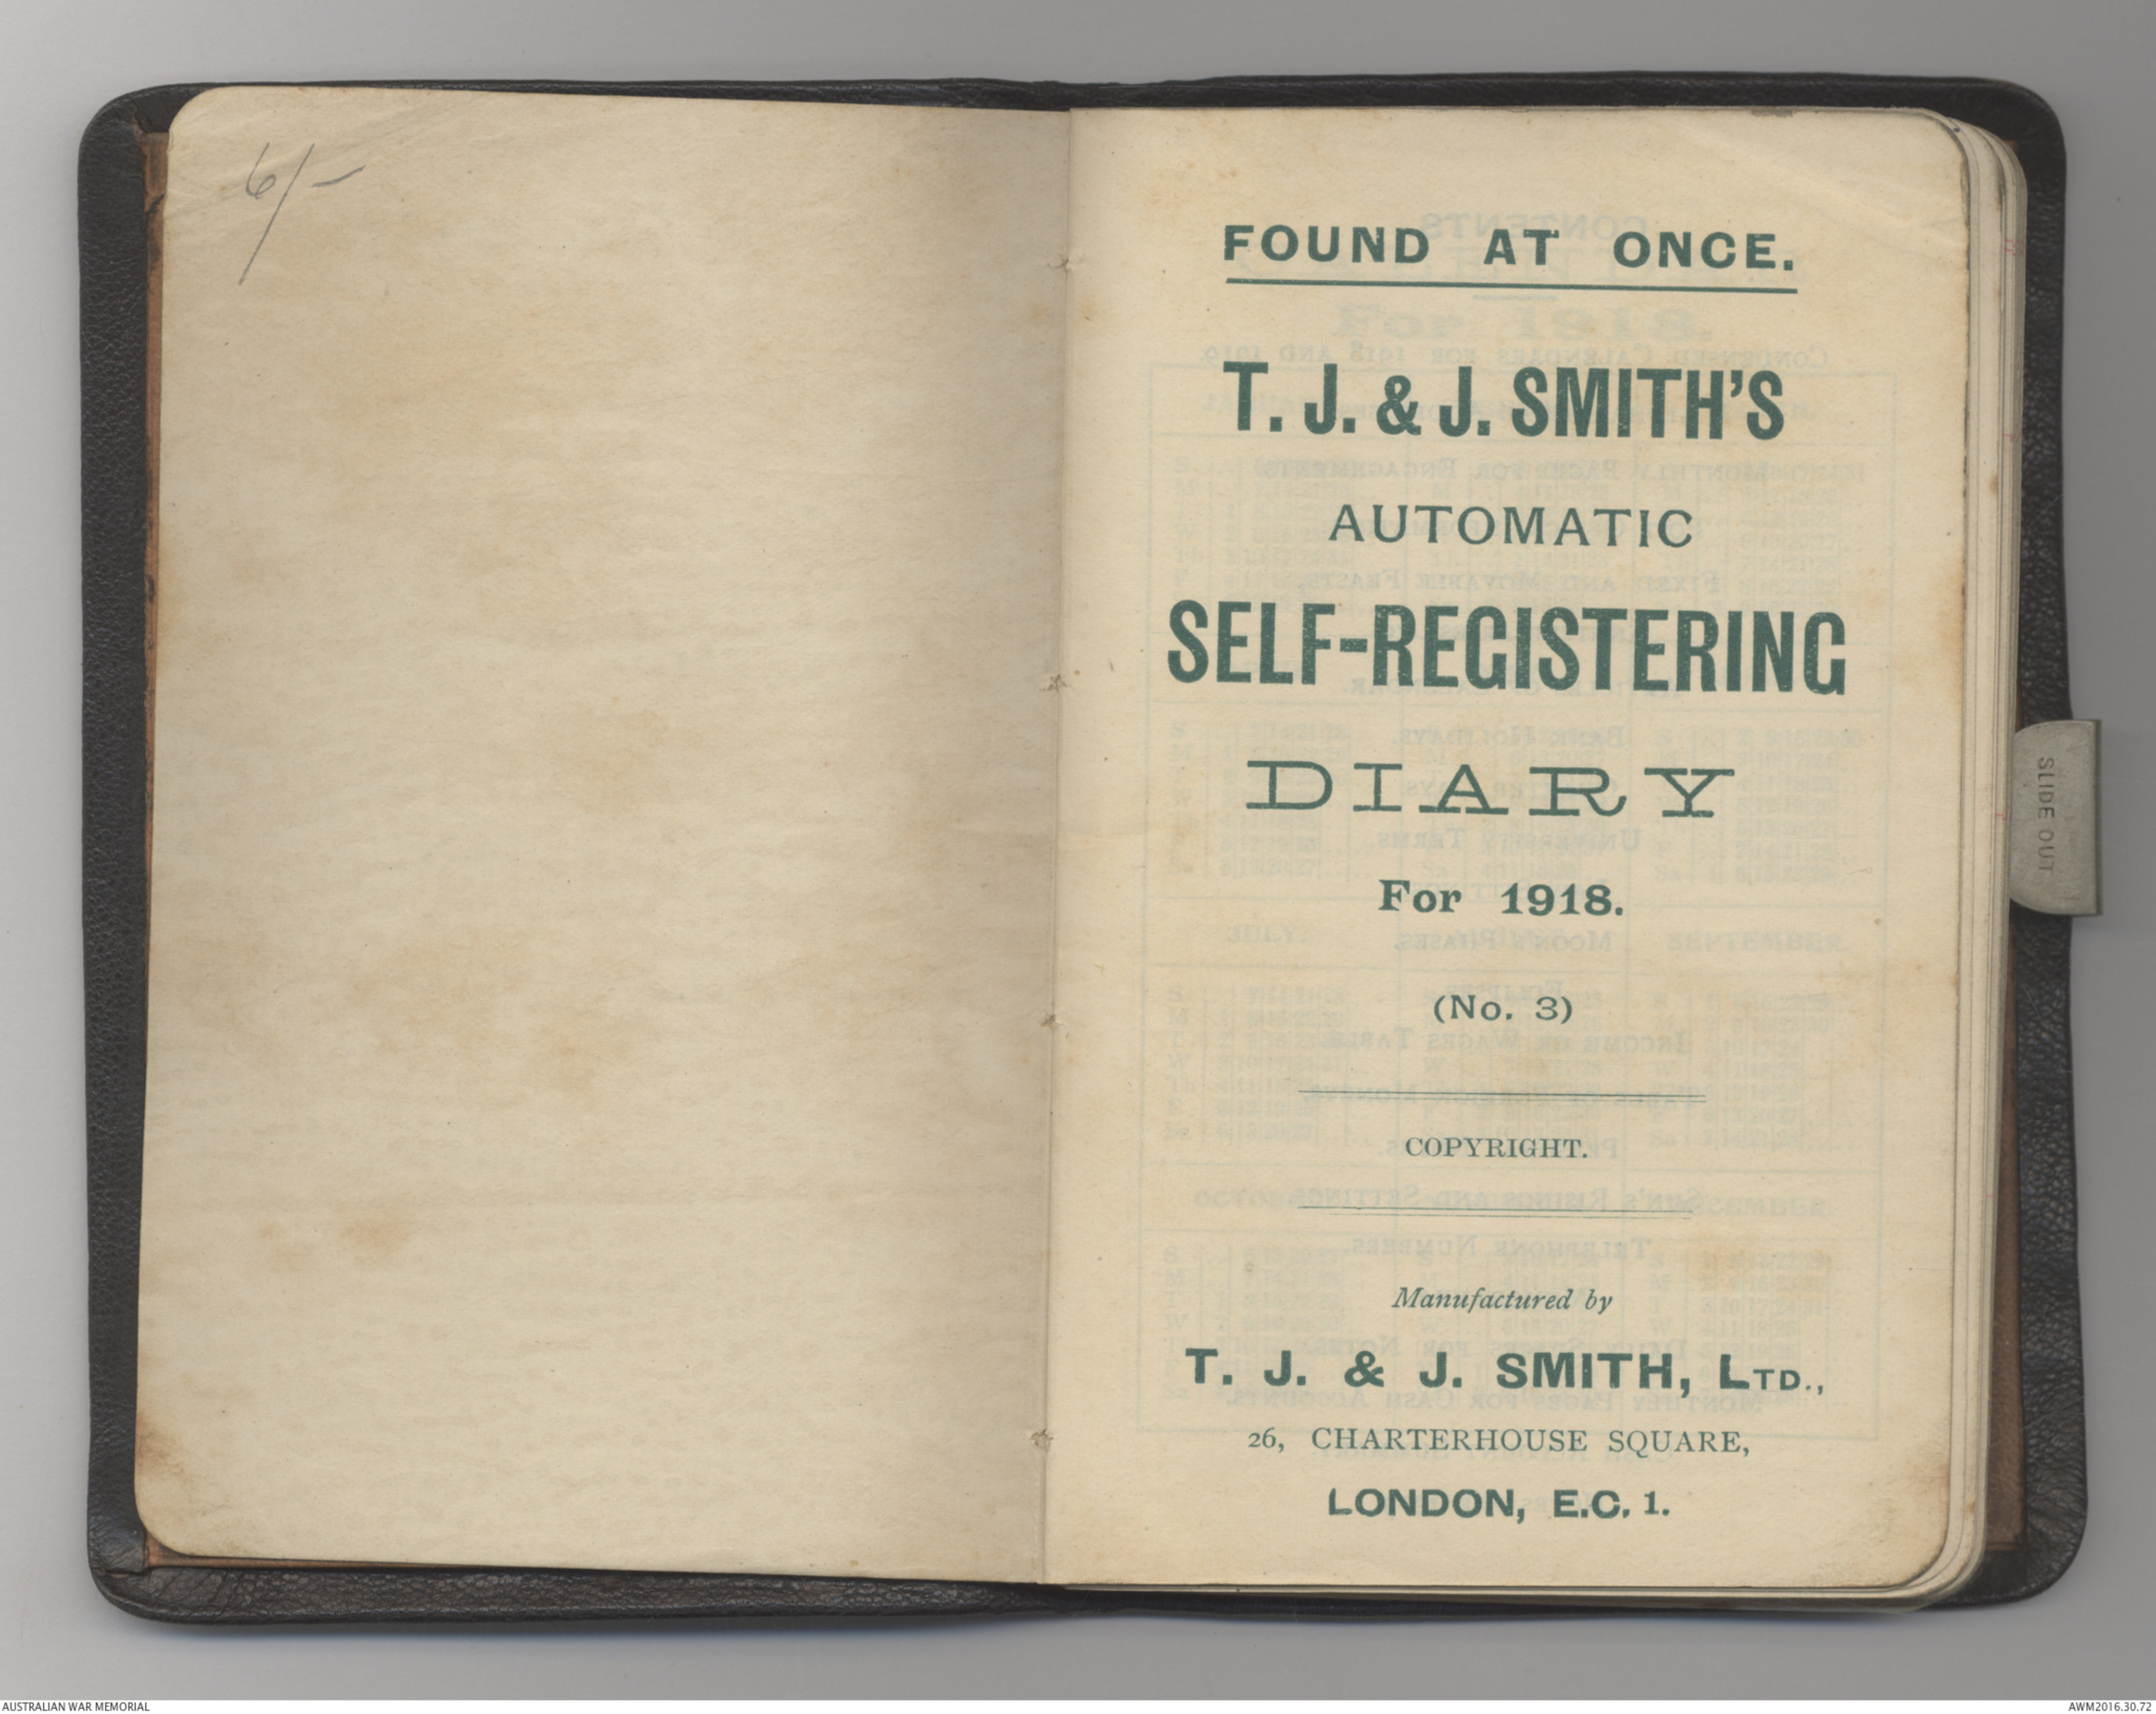 6/-
FOUND AT ONCE.
T. J. & J. SMITH'S
AUTOMATIC
SELF-REGISTERING
DIARY
For 1918.
(No. 3)
COPYRIGHT.
Manufactured by
T. J. & J. SMITH, LTD.,
26, CHARTERHOUSE SQUARE,
LONDON, E.C. 1.
SLIDE OUT
AUSTRALIAN WAR MEMORIAL
AWM2016.30.72